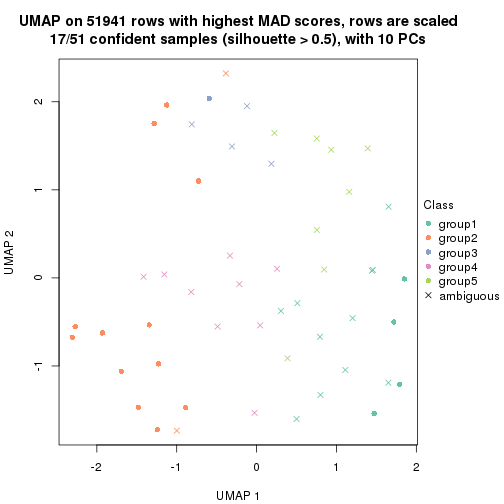 UMAP on 51941 rows with highest MAD scores, rows are scaled
17/51 confident samples (silhouette > 0.5), with 10 PCs
2
1
0
-1
UMAP 2
-2
-1
0
1
2
UMAP 1
Class
group1
group2
group3
group4
group5
ambiguous